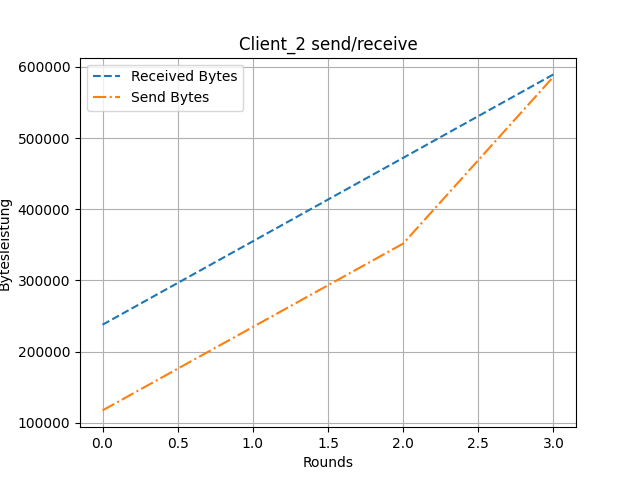 Client_2 send/receive
Received Bytes
Send Bytes
600000
500000
400000
300000
200000
100000
Bytesleistung
0.0 0.5 1.0 1.5 2.0 2.5 3.0
Rounds